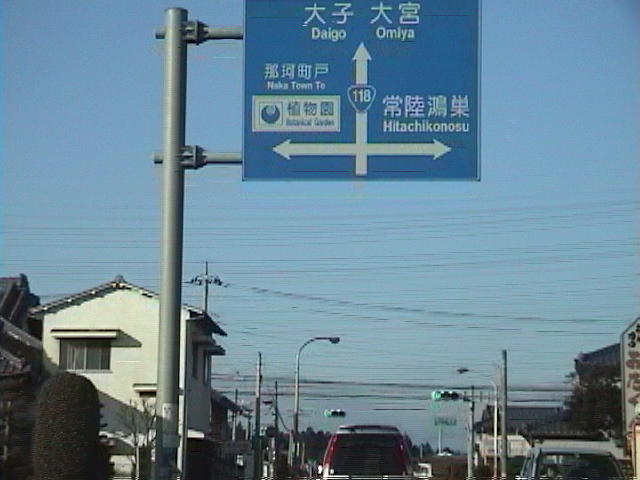 大子 大宮
Daigo Omiya
那珂町戸
Naka Town To
118
植物園
Botanical Garden
常陸鴻巣
Hitachikonosu